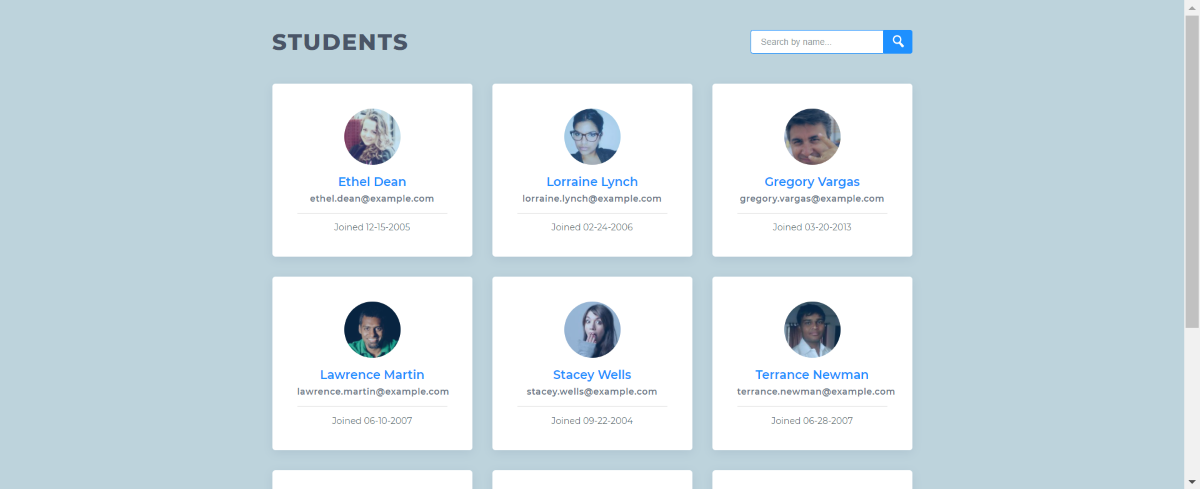 STUDENTS
Search by name...
Ethel Dean
ethel.dean@example.com
Joined 12-15-2005
Lorraine Lynch
lorraine.lynch@example.com
Joined 02-24-2006
Gregory Vargas
gregory.vargas@example.com
Joined 03-20-2013
Lawrence Martin
lawrence.martin@example.com
Joined 06-10-2007
Stacey Wells
stacey.wells@example.com
Joined 09-22-2004
Terrance Newman
terrance.newman@example.com
Joined 06-28-2007